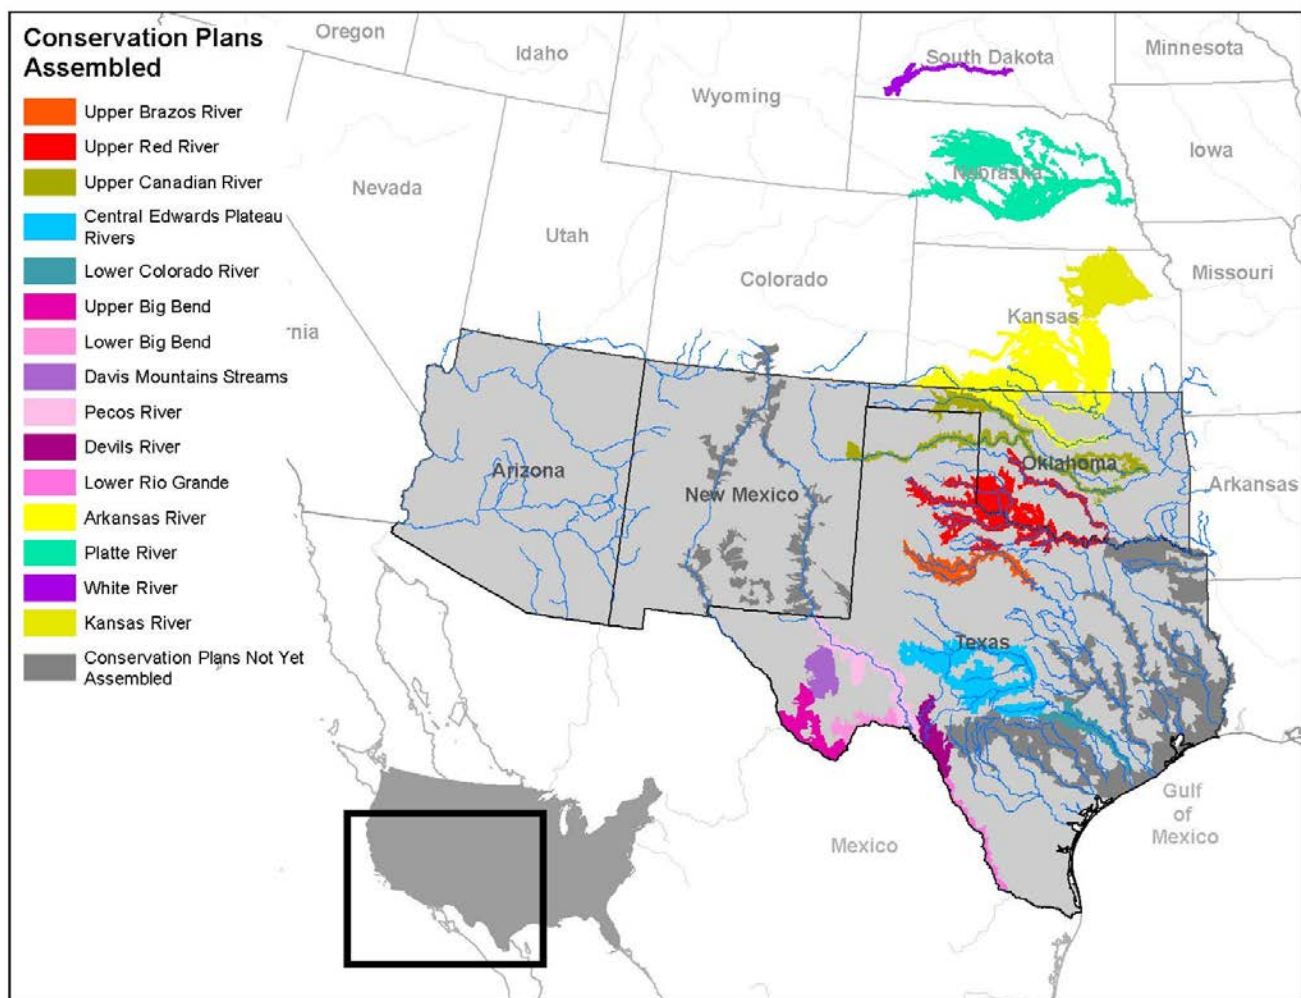 Conservation Plans
Assembled
Upper Brazos River
Upper Red River
Upper Canadian River
Central Edwards Plateau
Rivers
Lower Colorado River
Upper Big Bend
Lower Big Bend
Davis Mountains Streams
Pecos River
Devils River
Lower Rio Grande
Arkansas River
Platte River
White River
Kansas River
Conservation Plans Not Yet
Assembled
Oregon
Idaho
Wyoming
South Dakota
Minnesota
Nevada
Utah
Colorado
Nebraska
Iowa
Kansas
Missouri
rnia
Arizona
New Mexico
Oklahoma
Arkansas
Texas
Mexico
Gulf
of
Mexico